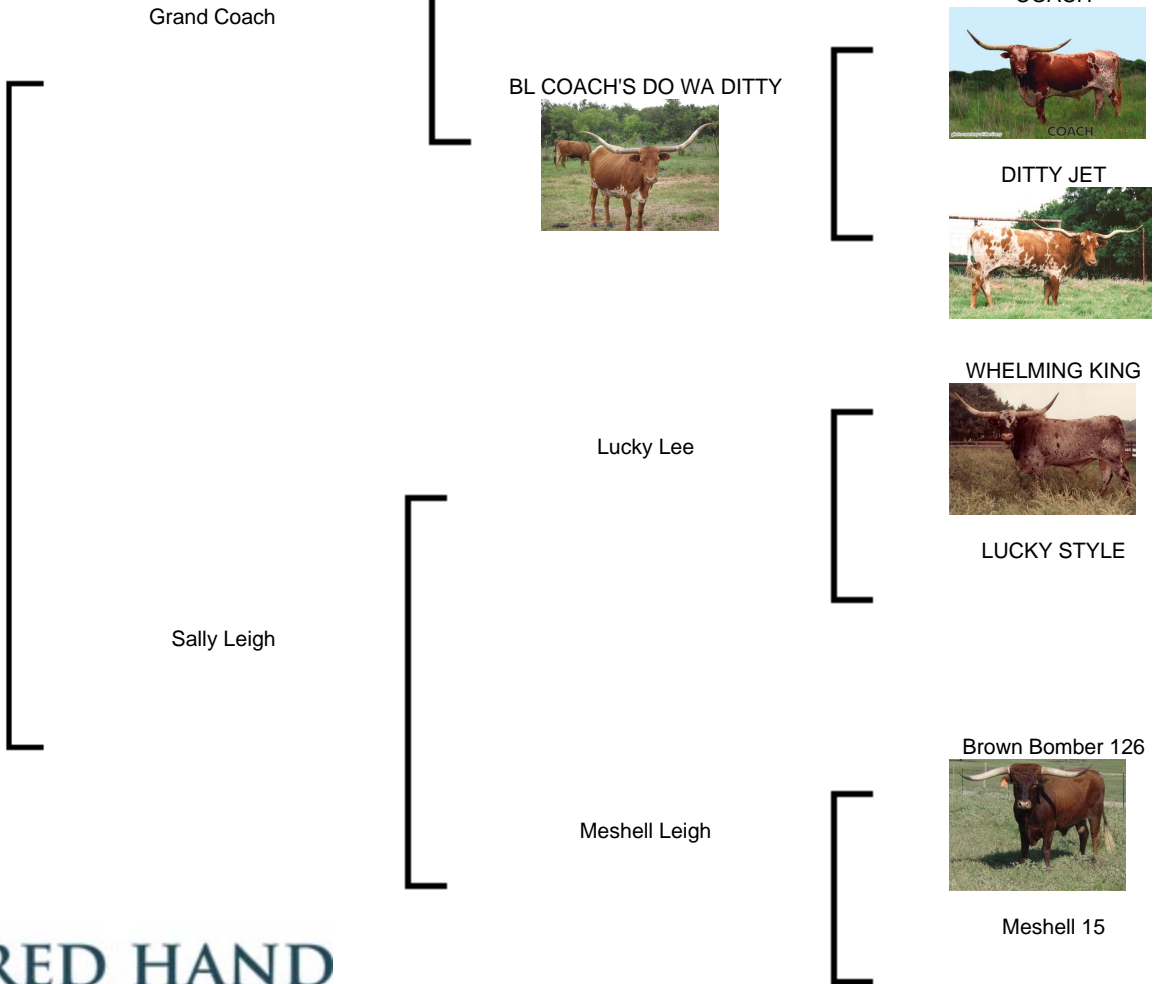 COACH
Grand Coach
BL COACH'S DO WA DITTY
COACH
DITTY JET
WHELMING KING
Lucky Lee
LUCKY STYLE
Sally Leigh
Brown Bomber 126
Meshell Leigh
Meshell 15
RED HAND